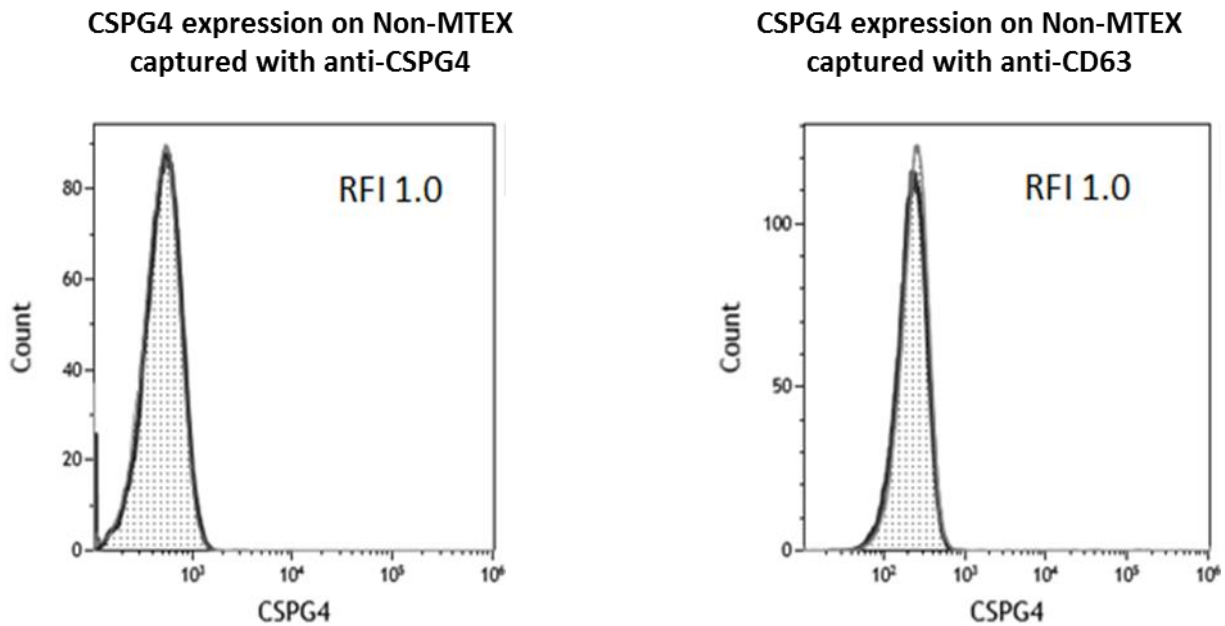 CSPG4 expression on Non-MTEX
captured with anti-CSPG4
RFI 1.0
80
60
40
20
0
Count
10³
10⁴
10⁵
10⁶
CSPG4
CSPG4 expression on Non-MTEX
captured with anti-CD63
RFI 1.0
100
50
0
Count
10²
10³
10⁴
10⁵
10⁶
CSPG4